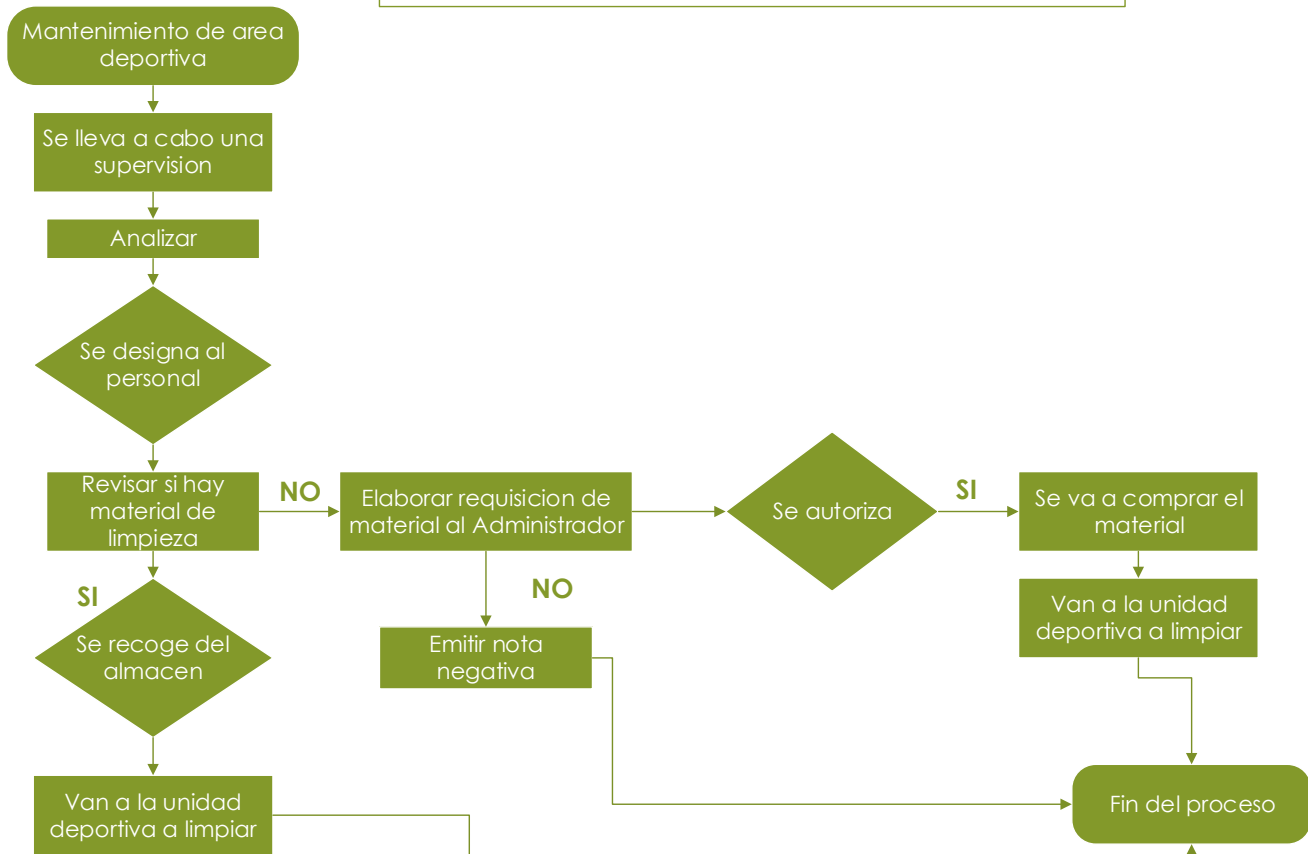 Mantenimiento de area
deportiva
Se lleva a cabo una
supervision
Analizar
Se designa al
personal
Revisar si hay
material de
limpieza
NO
Elaborar requisicion de
material al Administrador
Se autoriza
SI
Se va a comprar el
material
SI
NO
Van a la unidad
deportiva a limpiar
Se recoge del
almacen
Emitir nota
negativa
Van a la unidad
deportiva a limpiar
Fin del proceso